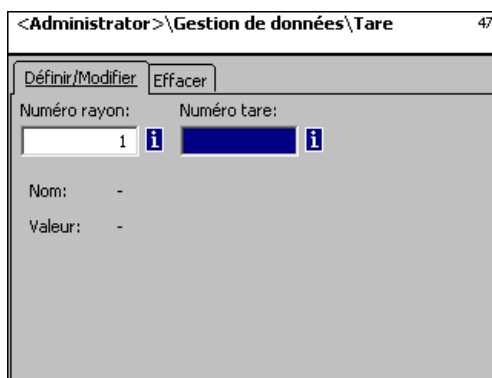 <Administrator>\Gestion de données\Tare 47
Définir/Modifier Effacer
Numéro rayon: Numéro tare:
1 i i
Nom: -
Valeur: -